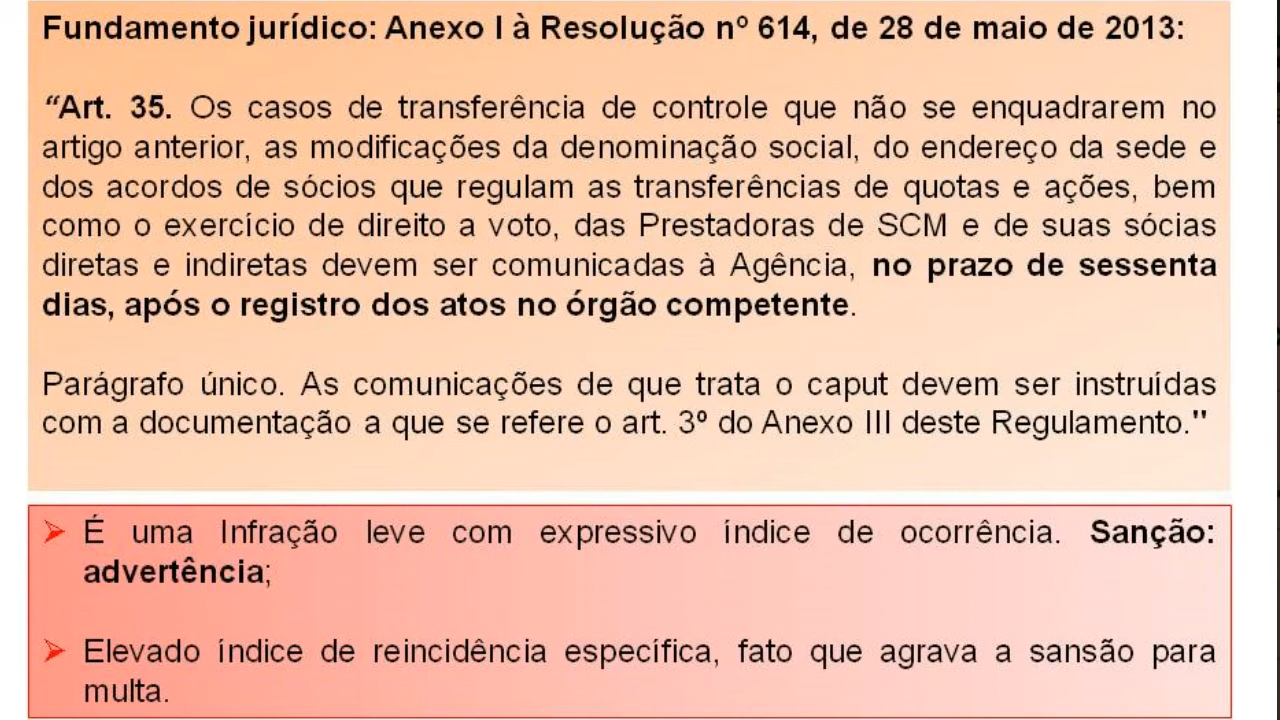 Fundamento jurídico: Anexo I à Resolução nº 614, de 28 de maio de 2013:
“Art. 35. Os casos de transferência de controle que não se enquadrarem no
artigo anterior, as modificações da denominação social, do endereço da sede e
dos acordos de sócios que regulam as transferências de quotas e ações, bem
como o exercício de direito a voto, das Prestadoras de SCM e de suas sócias
diretas e indiretas devem ser comunicadas à Agência, no prazo de sessenta
dias, após o registro dos atos no órgão competente.
Parágrafo único. As comunicações de que trata o caput devem ser instruídas
com a documentação a que se refere o art. 3º do Anexo III deste Regulamento."
É uma Infração leve com expressivo índice de ocorrência. Sanção:
advertência;
Elevado índice de reincidência específica, fato que agrava a sansão para
multa.